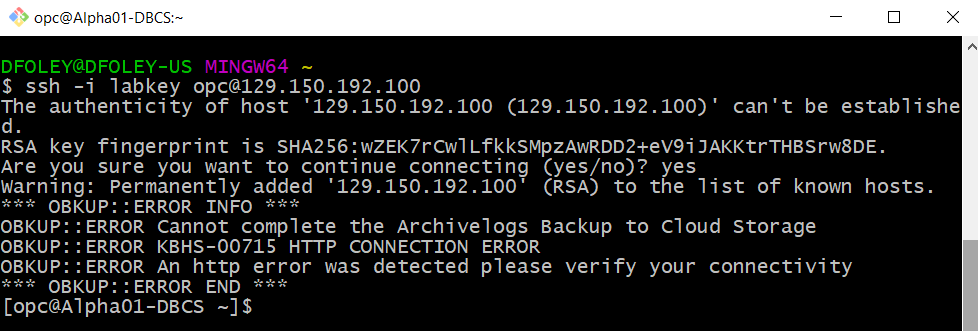 opc@Alpha01-DBCS:~
DFOLEY@DFOLEY-US MINGW64 ~
$ ssh -i labkey opc@129.150.192.100
The authenticity of host '129.150.192.100 (129.150.192.100)' can't be establishe
d.
RSA key fingerprint is SHA256:wZEK7rCwlLfkkSMpzAwRDD2+eV9iJAKKtrTHBSrw8DE.
Are you sure you want to continue connecting (yes/no)? yes
Warning: Permanently added '129.150.192.100' (RSA) to the list of known hosts.
*** OBKUP::ERROR INFO ***
OBKUP::ERROR Cannot complete the Archivelogs Backup to Cloud Storage
OBKUP::ERROR KBHS-00715 HTTP CONNECTION ERROR
OBKUP::ERROR An http error was detected please verify your connectivity
*** OBKUP::ERROR END ***
[opc@Alpha01-DBCS ~]$